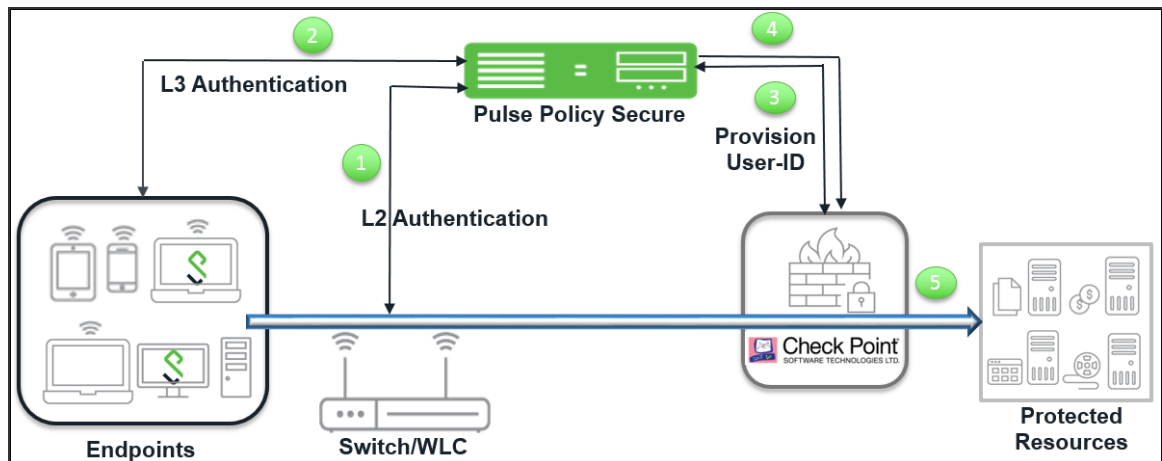 2
4
L3 Authentication
Pulse Policy Secure
3
Provision
User-ID
1
L2 Authentication
5
Check Point
SOFTWARE TECHNOLOGIES LTD.
Endpoints
Switch/WLC
Protected
Resources